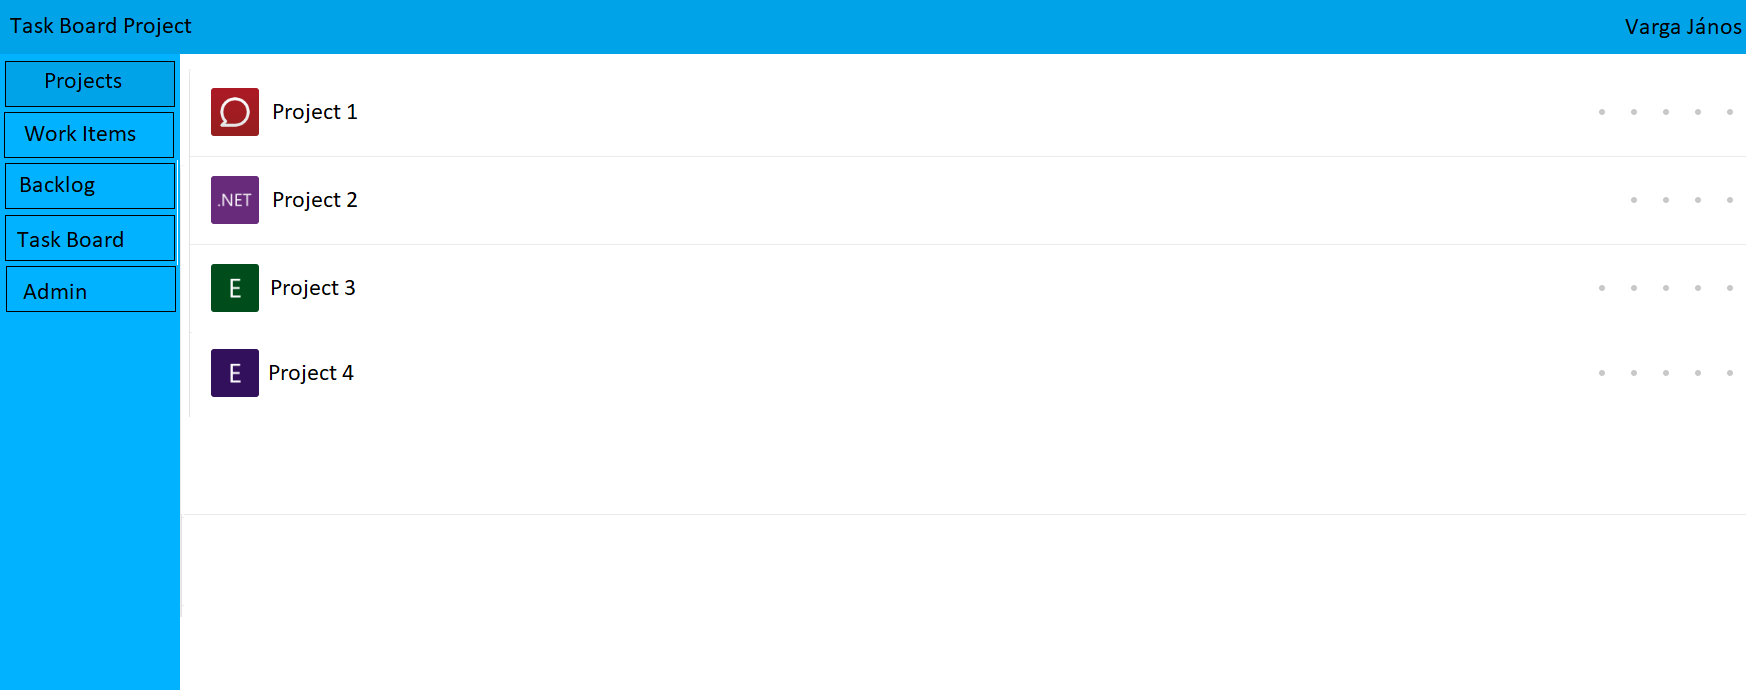 Task Board Project
Varga János
Projects
Work Items
Backlog
Task Board
Admin
Project 1
.NET Project 2
E Project 3
E Project 4